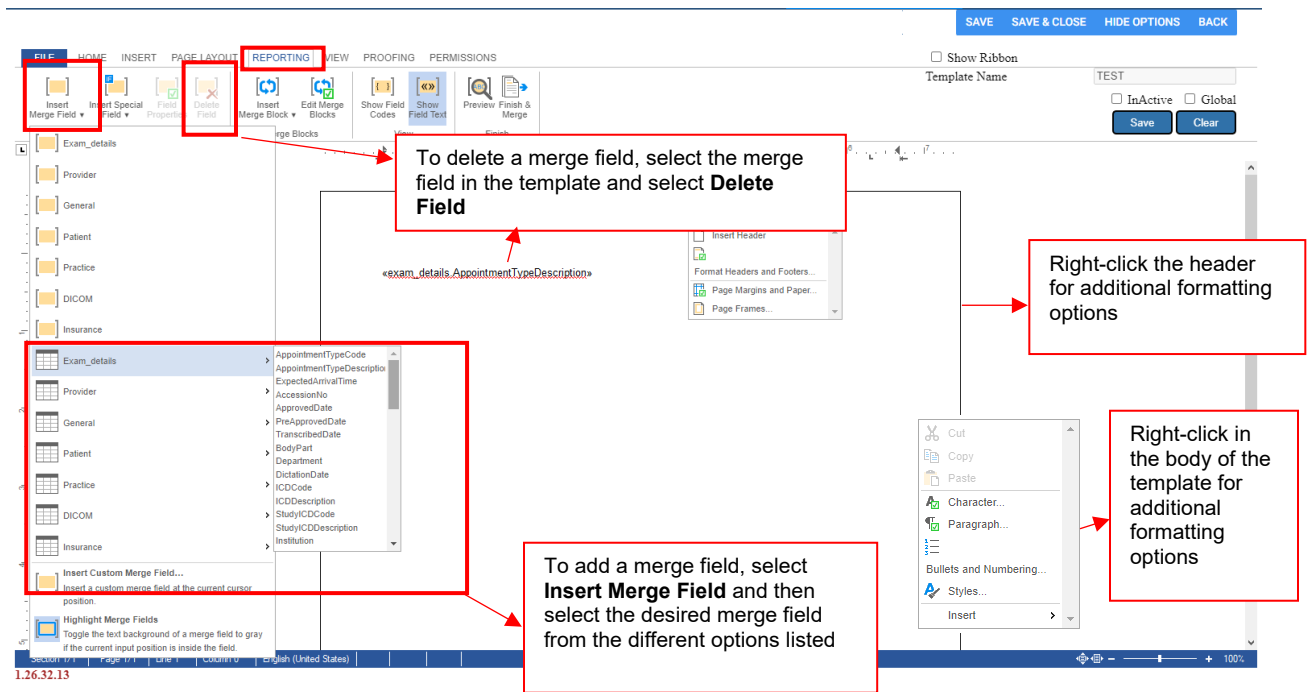 SAVE SAVE & CLOSE HIDE OPTIONS BACK
FILE HOME INSERT PAGE LAYOUT REPORTING VIEW PROOFING PERMISSIONS
Show Ribbon
Template Name TEST
InActive Global
Save Clear
Insert Merge Field
Insert Special Field
Field Properties
Delete Field
Insert Merge Block
Edit Merge Blocks
Show Field Codes
Show Field Text
Preview
Finish & Merge
rge Blocks View Finish
To delete a merge field, select the merge
field in the template and select Delete
Field
6 7
Exam_details
Provider
General
Patient
Practice
DICOM
Insurance
Exam_details
Provider
General
Patient
Practice
DICOM
Insurance
Insert Custom Merge Field...
Insert a custom merge field at the current cursor
position.
Highlight Merge Fields
Toggle the text background of a merge field to gray
if the current input position is inside the field.
AppointmentTypeCode
AppointmentTypeDescription
ExpectedArrivalTime
AccessionNo
ApprovedDate
PreApprovedDate
TranscribedDate
BodyPart
Department
DictationDate
ICDCode
ICDDescription
StudyICDCode
StudyICDDescription
Institution
«exam_details.AppointmentTypeDescription»
Insert Header
Format Headers and Footers...
Page Margins and Paper...
Page Frames...
Right-click the header
for additional formatting
options
Cut
Copy
Paste
Character...
Paragraph...
Bullets and Numbering...
Styles...
Insert
Right-click in
the body of the
template for
additional
formatting
options
To add a merge field, select
Insert Merge Field and then
select the desired merge field
from the different options listed
Section 1/1 Page 1/1 Line 1 Column 0 English (United States)
100%
1.26.32.13